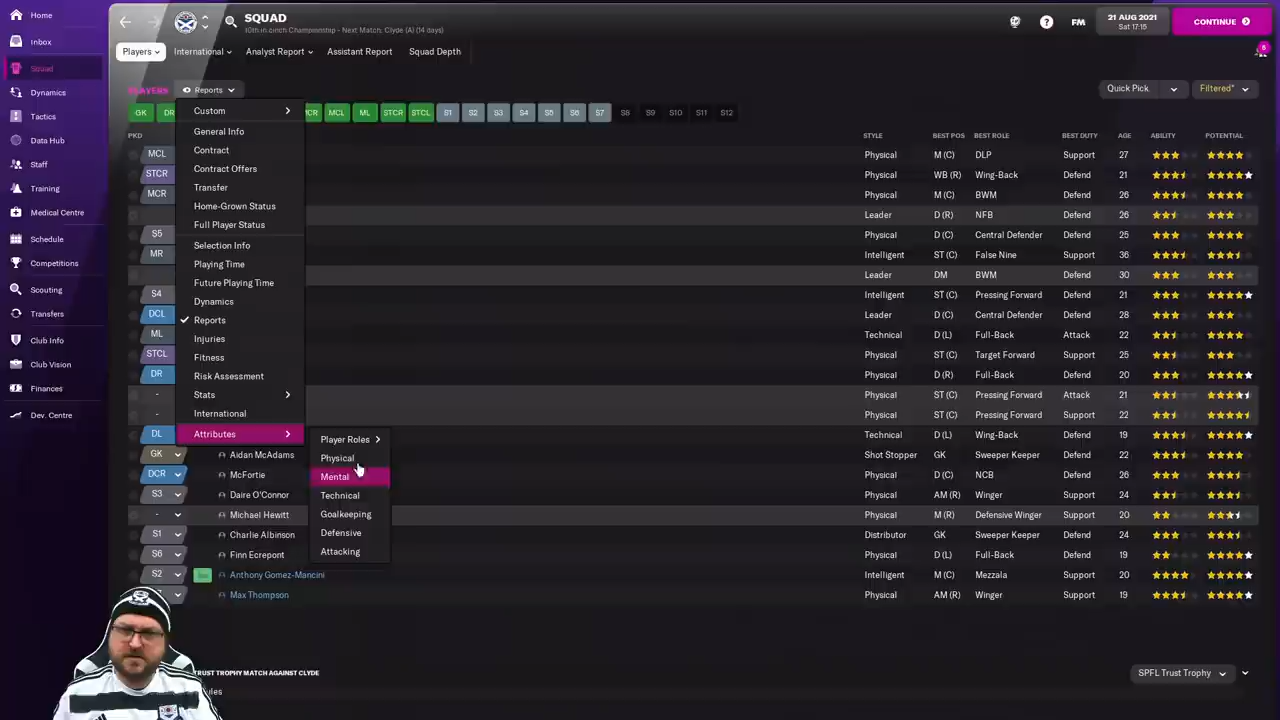 Home
Inbox
Squad
Dynamics
Tactics
Data Hub
Staff
Training
Medical Centre
Schedule
Competitions
Scouting
Transfers
Club Info
Club Vision
Finances
Dev. Centre
SQUAD
10th in cinch Championship - Next Match: Clyde (A) (14 days)
FM
21 AUG 2021
Sat 17:15
CONTINUE
6
Players
International
Analyst Report
Assistant Report
Squad Depth
PLAYERS
Reports
Quick Pick
Filtered*
GK DR MCR MCL ML STCR STCL S1 S2 S3 S4 S5 S6 S7 S8 S9 S10 S11 S12
PKD STYLE BEST POS BEST ROLE BEST DUTY AGE ABILITY POTENTIAL
MCL Physical M (C) DLP Support 27
STCR Physical WB (R) Wing-Back Defend 21
MCR Physical M (C) BWM Defend 26
Leader D (R) NFB Defend 26
S5 Physical D (C) Central Defender Defend 25
MR Intelligent ST (C) False Nine Support 36
Leader DM BWM Defend 30
S4 Intelligent ST (C) Pressing Forward Defend 21
DCL Leader D (C) Central Defender Defend 28
ML Technical D (L) Full-Back Attack 22
STCL Physical ST (C) Target Forward Support 25
DR Physical D (R) Full-Back Defend 20
- Physical ST (C) Pressing Forward Attack 21
- Physical ST (C) Pressing Forward Support 22
DL Technical D (L) Wing-Back Defend 19
GK Aidan McAdams Shot Stopper GK Sweeper Keeper Defend 22
DCR McFortie Physical D (C) NCB Defend 26
S3 Daire O'Connor Physical AM (R) Winger Support 24
- Michael Hewitt Physical M (R) Defensive Winger Support 20
S1 Charlie Albinson Distributor GK Sweeper Keeper Defend 24
S6 Finn Ecrepont Physical D (L) Full-Back Defend 19
S2 Anthony Gomez-Mancini Intelligent M (C) Mezzala Support 20
Max Thompson Physical AM (R) Winger Support 19
Custom
General Info
Contract
Contract Offers
Transfer
Home-Grown Status
Full Player Status
Selection Info
Playing Time
Future Playing Time
Dynamics
Reports
Injuries
Fitness
Risk Assessment
Stats
International
Attributes
Player Roles
Physical
Mental
Technical
Goalkeeping
Defensive
Attacking
TRUST TROPHY MATCH AGAINST CLYDE
SPFL Trust Trophy